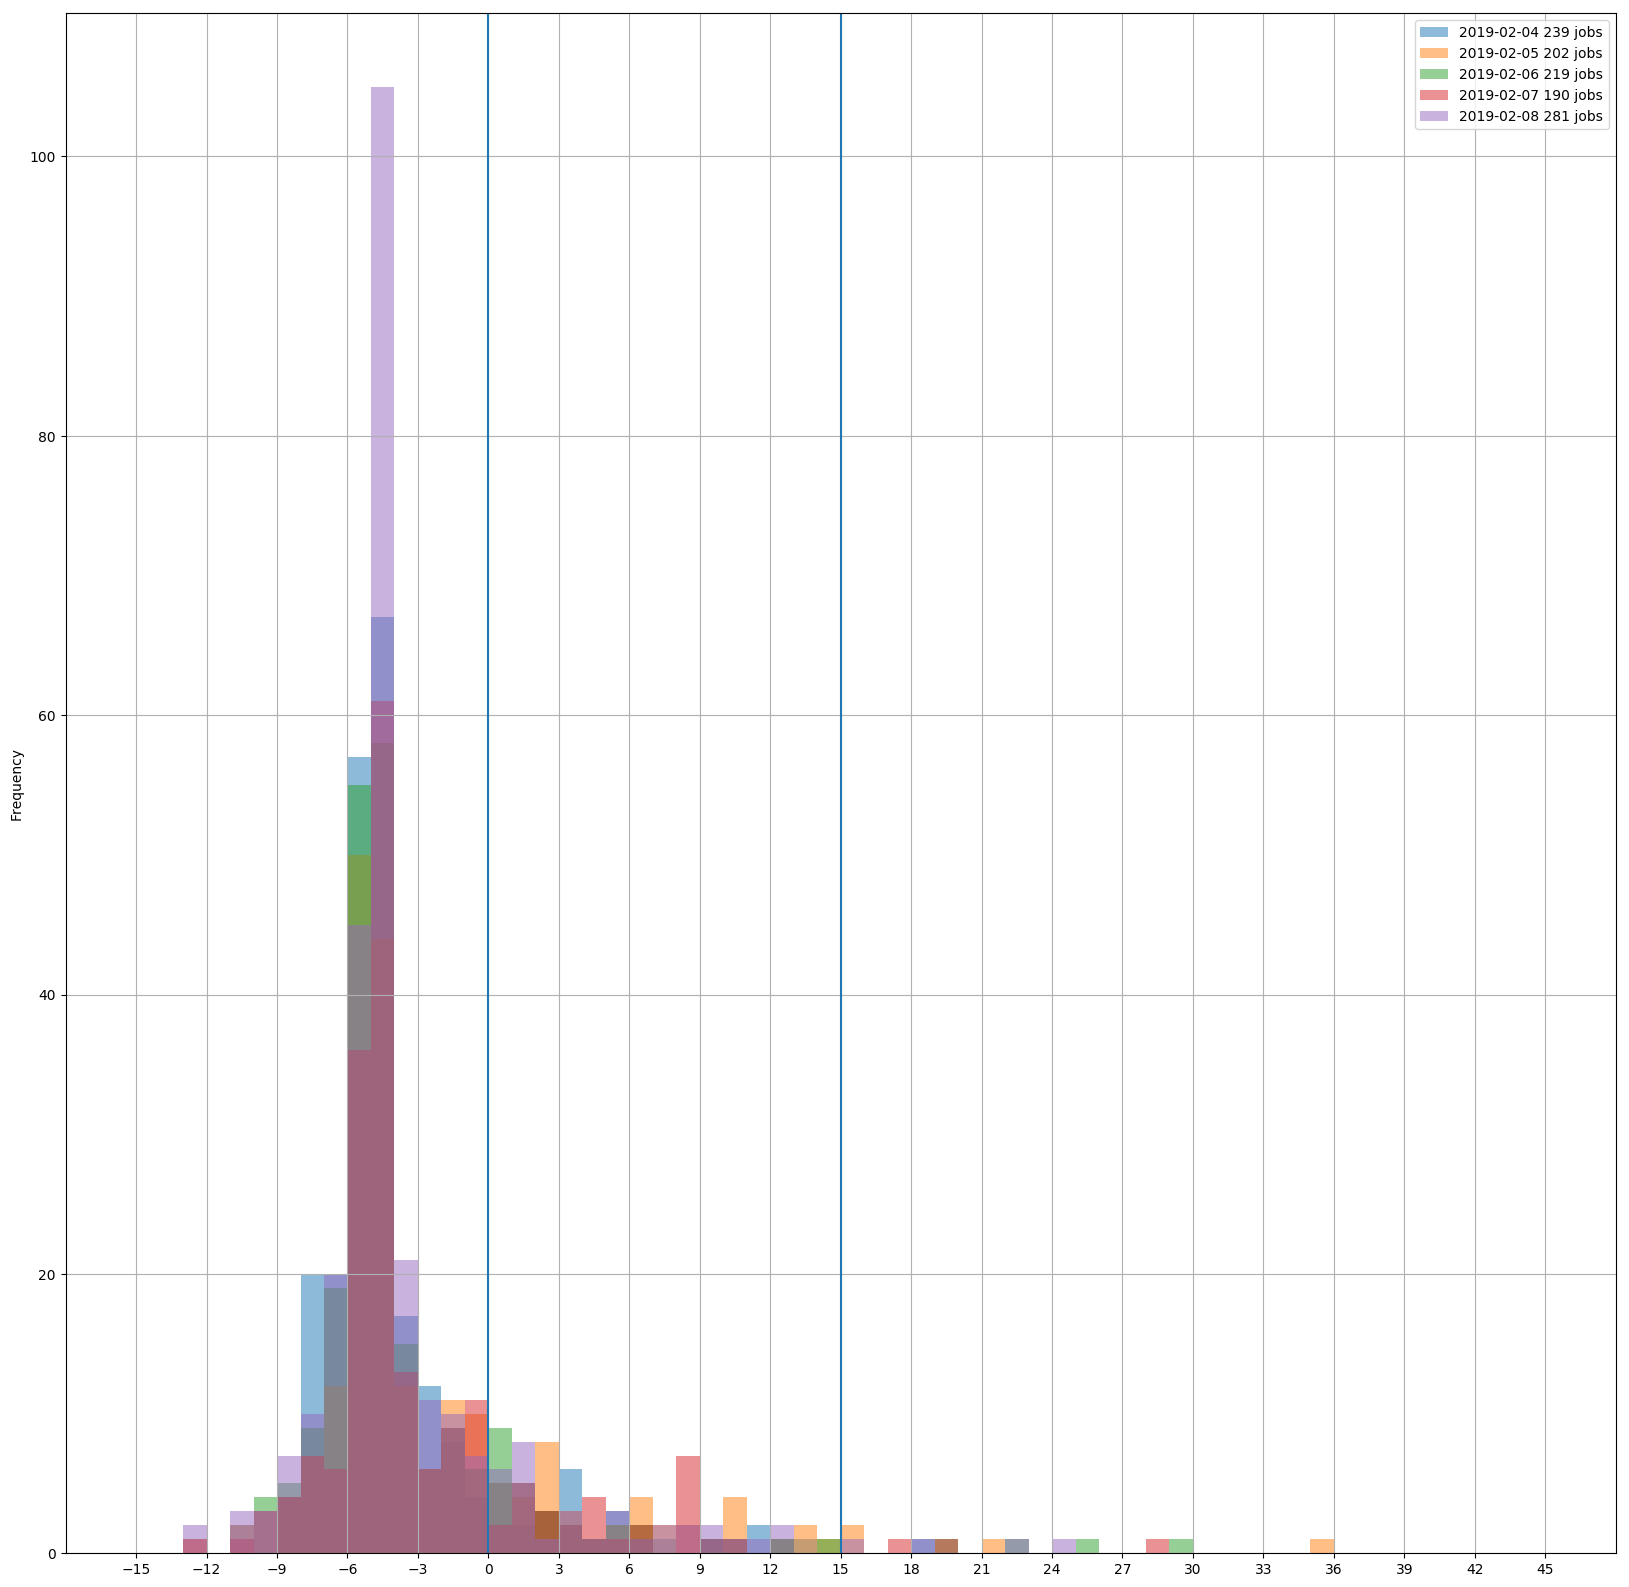 2019-02-04 239 jobs
2019-02-05 202 jobs
2019-02-06 219 jobs
2019-02-07 190 jobs
2019-02-08 281 jobs
100
80
60
40
20
0
Frequency
−15 −12 −9 −6 −3 0 3 6 9 12 15 18 21 24 27 30 33 36 39 42 45